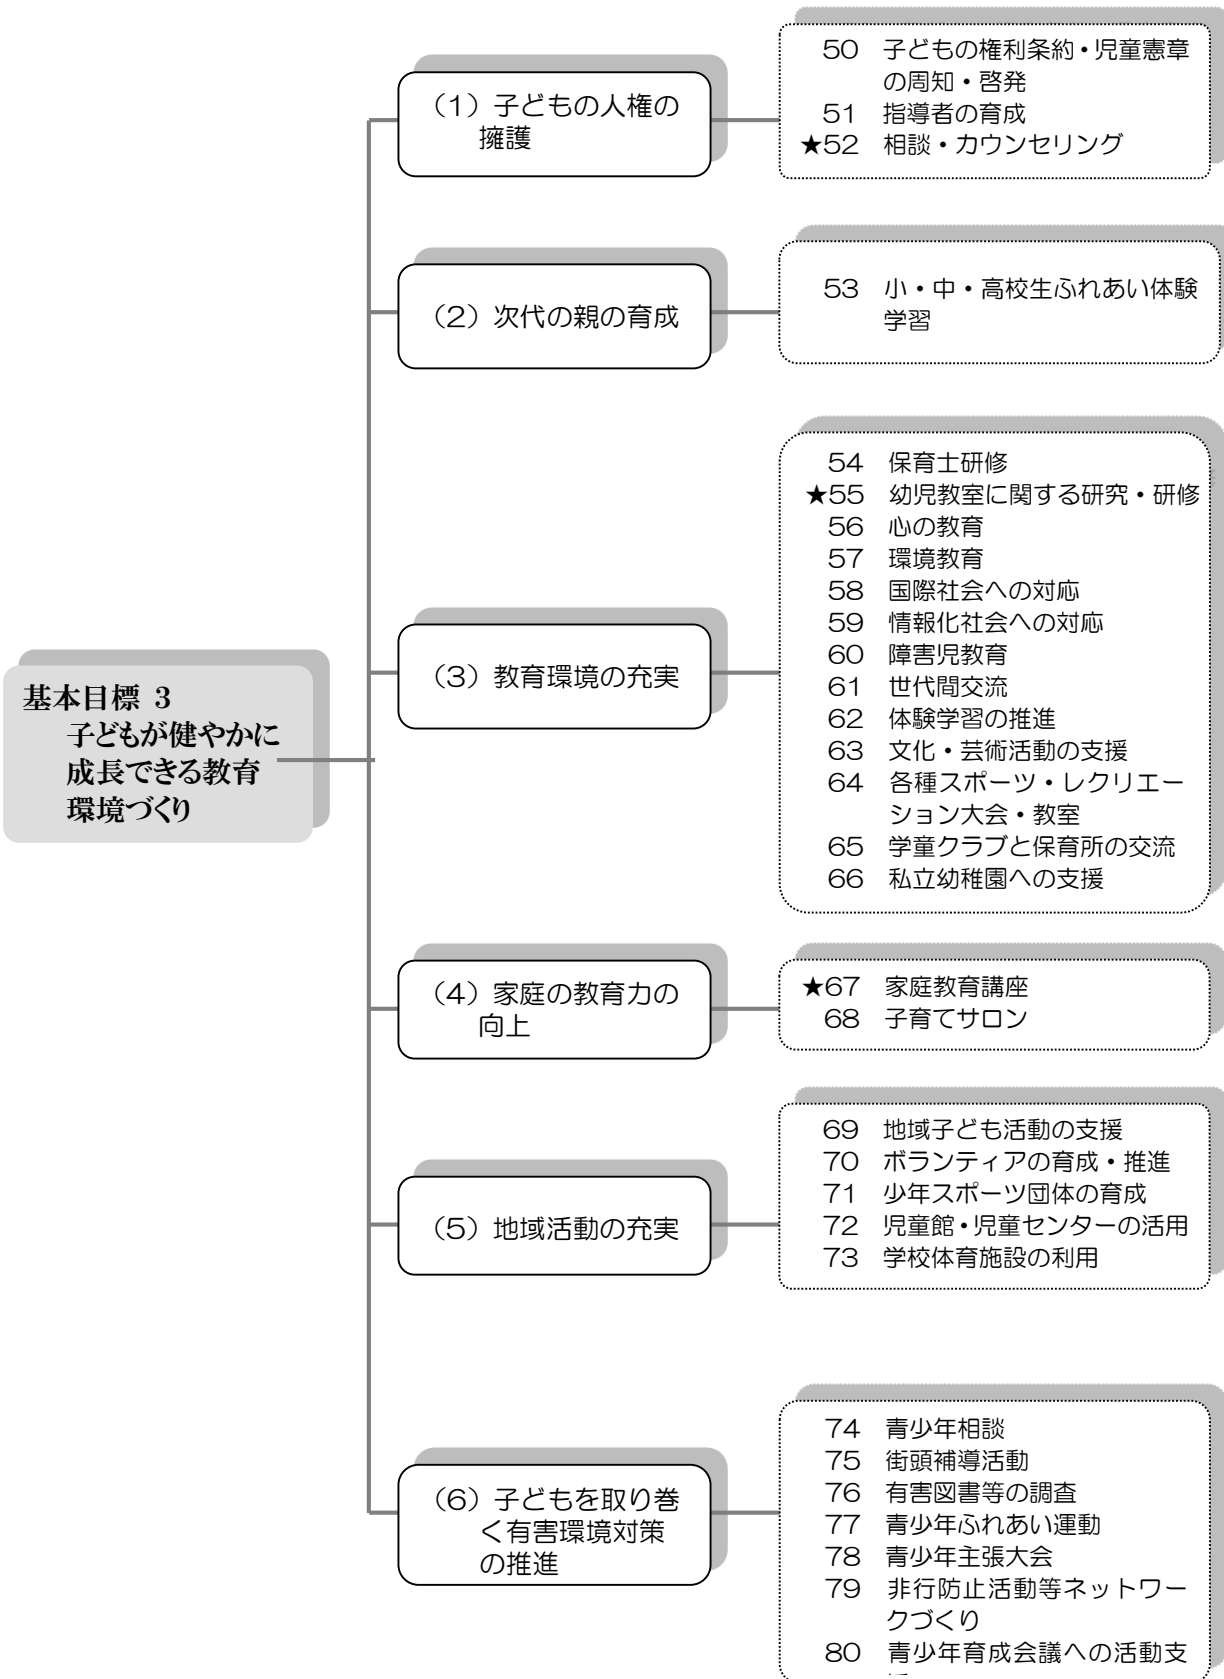 基本目標 3
子どもが健やかに
成長できる教育
環境づくり
（1）子どもの人権の
擁護
50 子どもの権利条約・児童憲章
の周知・啓発
51 指導者の育成
★52 相談・カウンセリング
（2）次代の親の育成
53 小・中・高校生ふれあい体験
学習
（3）教育環境の充実
54 保育士研修
★55 幼児教室に関する研究・研修
56 心の教育
57 環境教育
58 国際社会への対応
59 情報化社会への対応
60 障害児教育
61 世代間交流
62 体験学習の推進
63 文化・芸術活動の支援
64 各種スポーツ・レクリエー
ション大会・教室
65 学童クラブと保育所の交流
66 私立幼稚園への支援
（4）家庭の教育力の
向上
★67 家庭教育講座
68 子育てサロン
（5）地域活動の充実
69 地域子ども活動の支援
70 ボランティアの育成・推進
71 少年スポーツ団体の育成
72 児童館・児童センターの活用
73 学校体育施設の利用
（6）子どもを取り巻
く有害環境対策
の推進
74 青少年相談
75 街頭補導活動
76 有害図書等の調査
77 青少年ふれあい運動
78 青少年主張大会
79 非行防止活動等ネットワー
クづくり
80 青少年育成会議への活動支